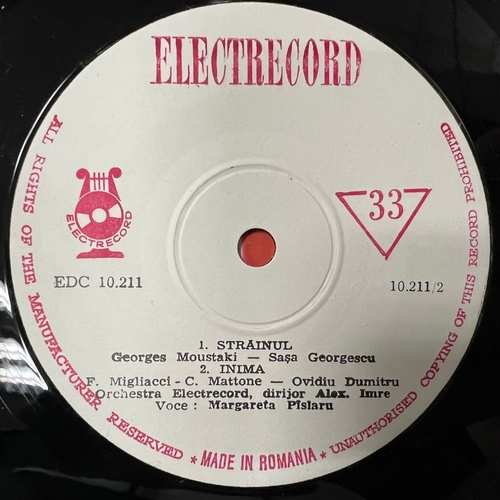 ELECTRECORD
ALL RIGHTS OF THE MANUFACTURER RESERVED * MADE IN ROMANIA * UNAUTHORISED COPYING OF THIS RECORD PROHIBITED
ELECTRECORD
33
EDC 10.211
10.211/2
1. STRĂINUL
Georges Moustaki — Sașa Georgescu
2. INIMA
F. Migliacci - C. Mattone — Ovidiu Dumitru
Orchestra Electrecord, dirijor Alex. Imre
Voce : Margareta Pîslaru